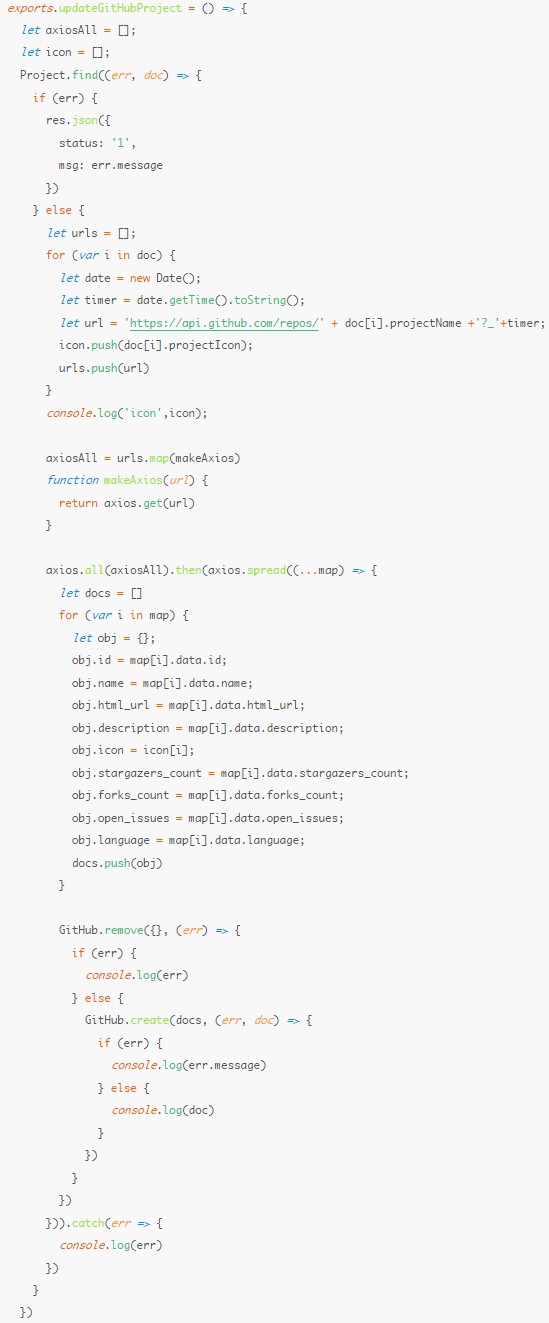 exports.updateGitHubProject = () => {
  let axiosAll = [];
  let icon = [];
  Project.find((err, doc) => {
    if (err) {
      res.json({
        status: '1',
        msg: err.message
      })
    } else {
      let urls = [];
      for (var i in doc) {
        let date = new Date();
        let timer = date.getTime().toString();
        let url = 'https://api.github.com/repos/' + doc[i].projectName +'?_'+timer;
        icon.push(doc[i].projectIcon);
        urls.push(url)
      }
      console.log('icon',icon);

      axiosAll = urls.map(makeAxios)
      function makeAxios(url) {
        return axios.get(url)
      }

      axios.all(axiosAll).then(axios.spread((...map) => {
        let docs = []
        for (var i in map) {
          let obj = {};
          obj.id = map[i].data.id;
          obj.name = map[i].data.name;
          obj.html_url = map[i].data.html_url;
          obj.description = map[i].data.description;
          obj.icon = icon[i];
          obj.stargazers_count = map[i].data.stargazers_count;
          obj.forks_count = map[i].data.forks_count;
          obj.open_issues = map[i].data.open_issues;
          obj.language = map[i].data.language;
          docs.push(obj)
        }

        GitHub.remove({}, (err) => {
          if (err) {
            console.log(err)
          } else {
            GitHub.create(docs, (err, doc) => {
              if (err) {
                console.log(err.message)
              } else {
                console.log(doc)
              }
            })
          }
        })
      })).catch(err => {
        console.log(err)
      })
    }
  })